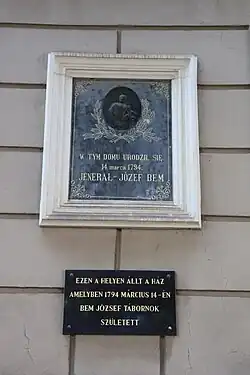 W TYM DOMU URODZIŁ SIĘ
14 marca 1794.
JENERAŁ-JÓZEF BEM
EZEN A HELYEN ÁLLT A HÁZ
AMELYBEN 1794 MÁRCIUS 14-ÉN
BEM JÓZSEF TÁBORNOK
SZÜLETETT